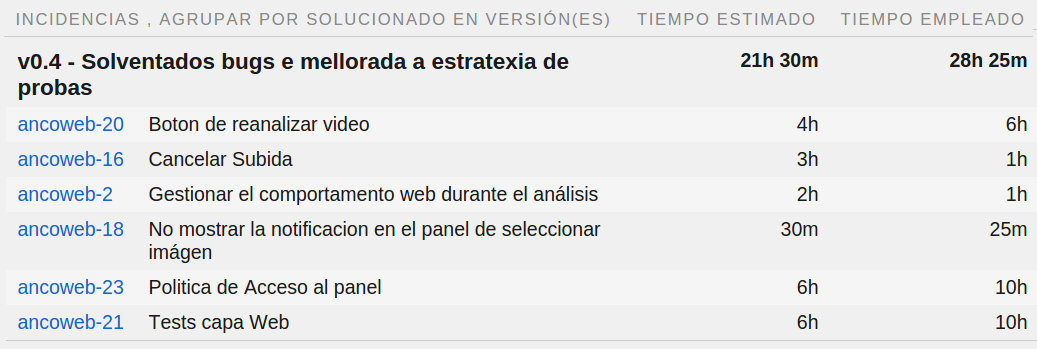 INCIDENCIAS , AGRUPAR POR SOLUCIONADO EN VERSIÓN(ES) TIEMPO ESTIMADO TIEMPO EMPLEADO
v0.4 - Solventados bugs e mellorada a estratexia de 21h 30m 28h 25m
probas
ancoweb-20 Boton de reanalizar video 4h 6h
ancoweb-16 Cancelar Subida 3h 1h
ancoweb-2 Gestionar el comportamento web durante el análisis 2h 1h
ancoweb-18 No mostrar la notificacion en el panel de seleccionar 30m 25m
imágen
ancoweb-23 Politica de Acceso al panel 6h 10h
ancoweb-21 Tests capa Web 6h 10h